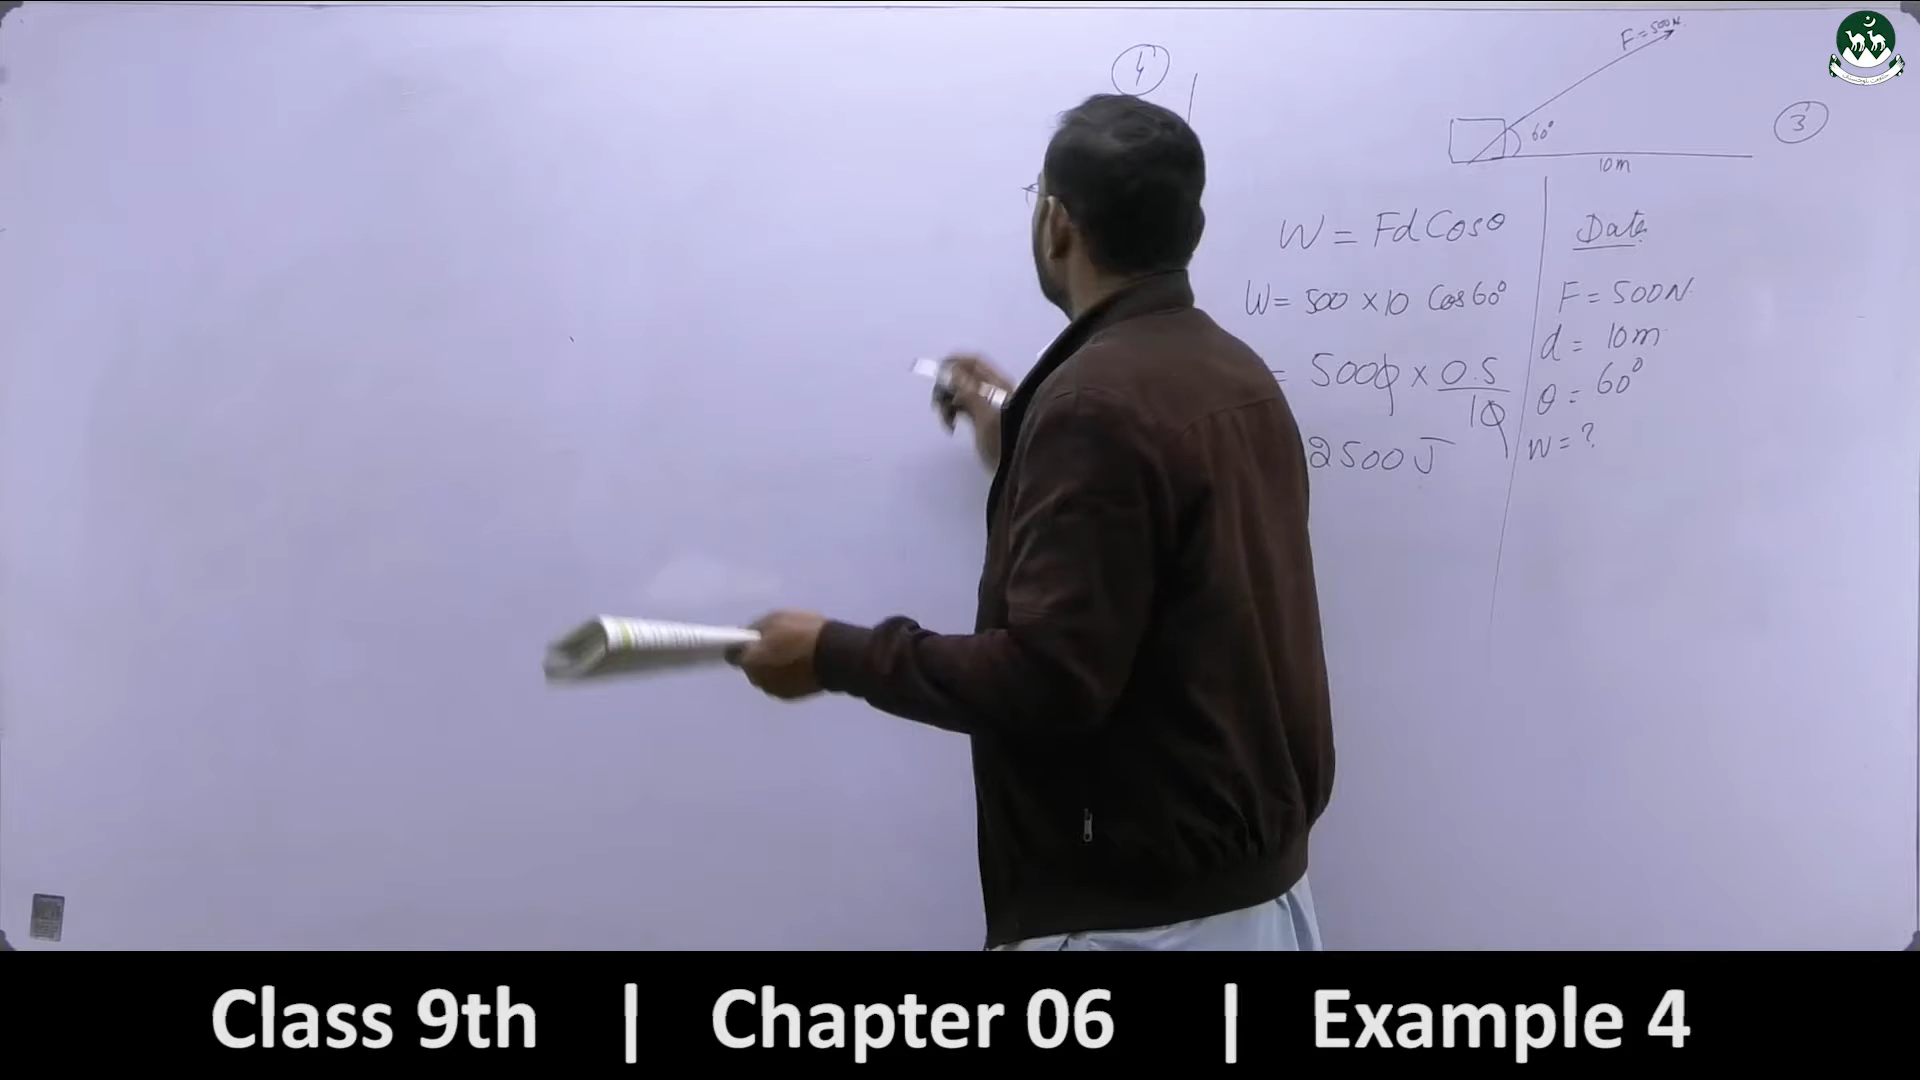 4
F = 500N
60°
10m
3
W = Fd Cosθ
W = 500 × 10 Cos 60°
= 5000 × 0.5
10
2500 J
Data
F = 500N
d = 10m
θ = 60°
W = ?
Class 9th | Chapter 06 | Example 4